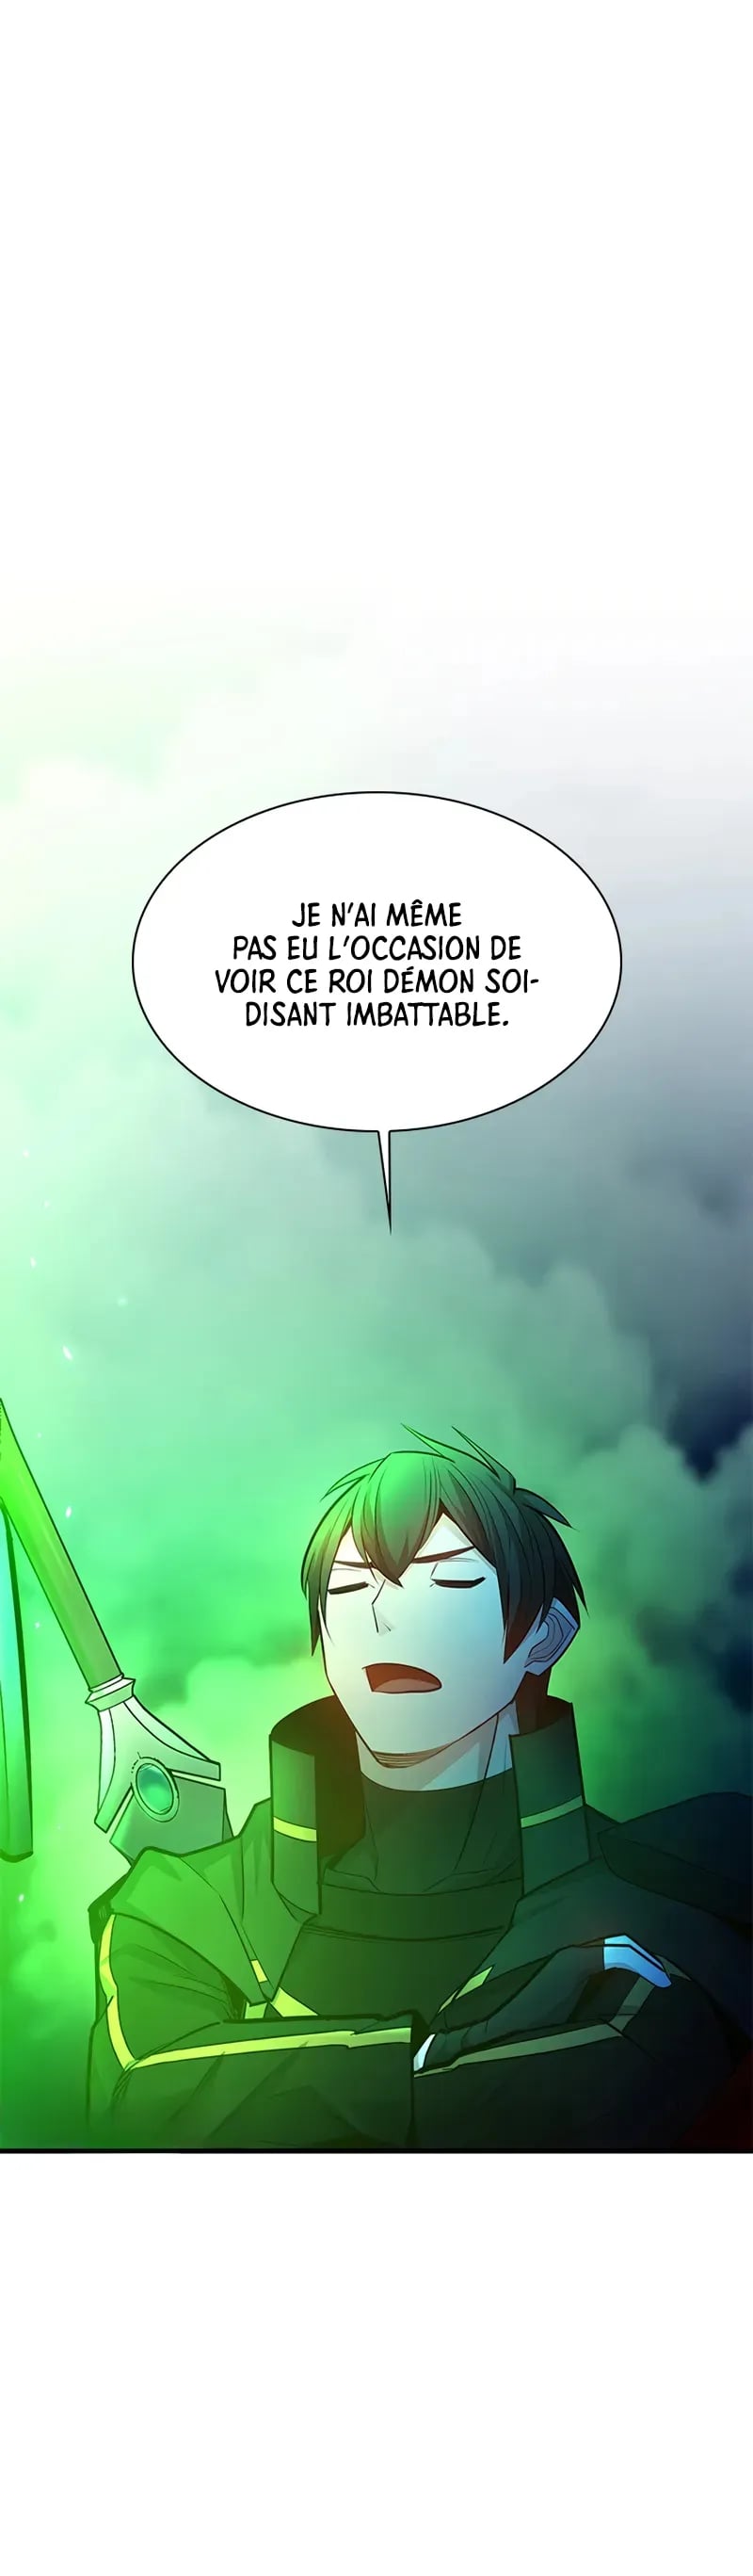 JE N'AI MÊME
PAS EU L'OCCASION DE
VOIR CE ROI DÉMON SOI-
DISANT IMBATTABLE.